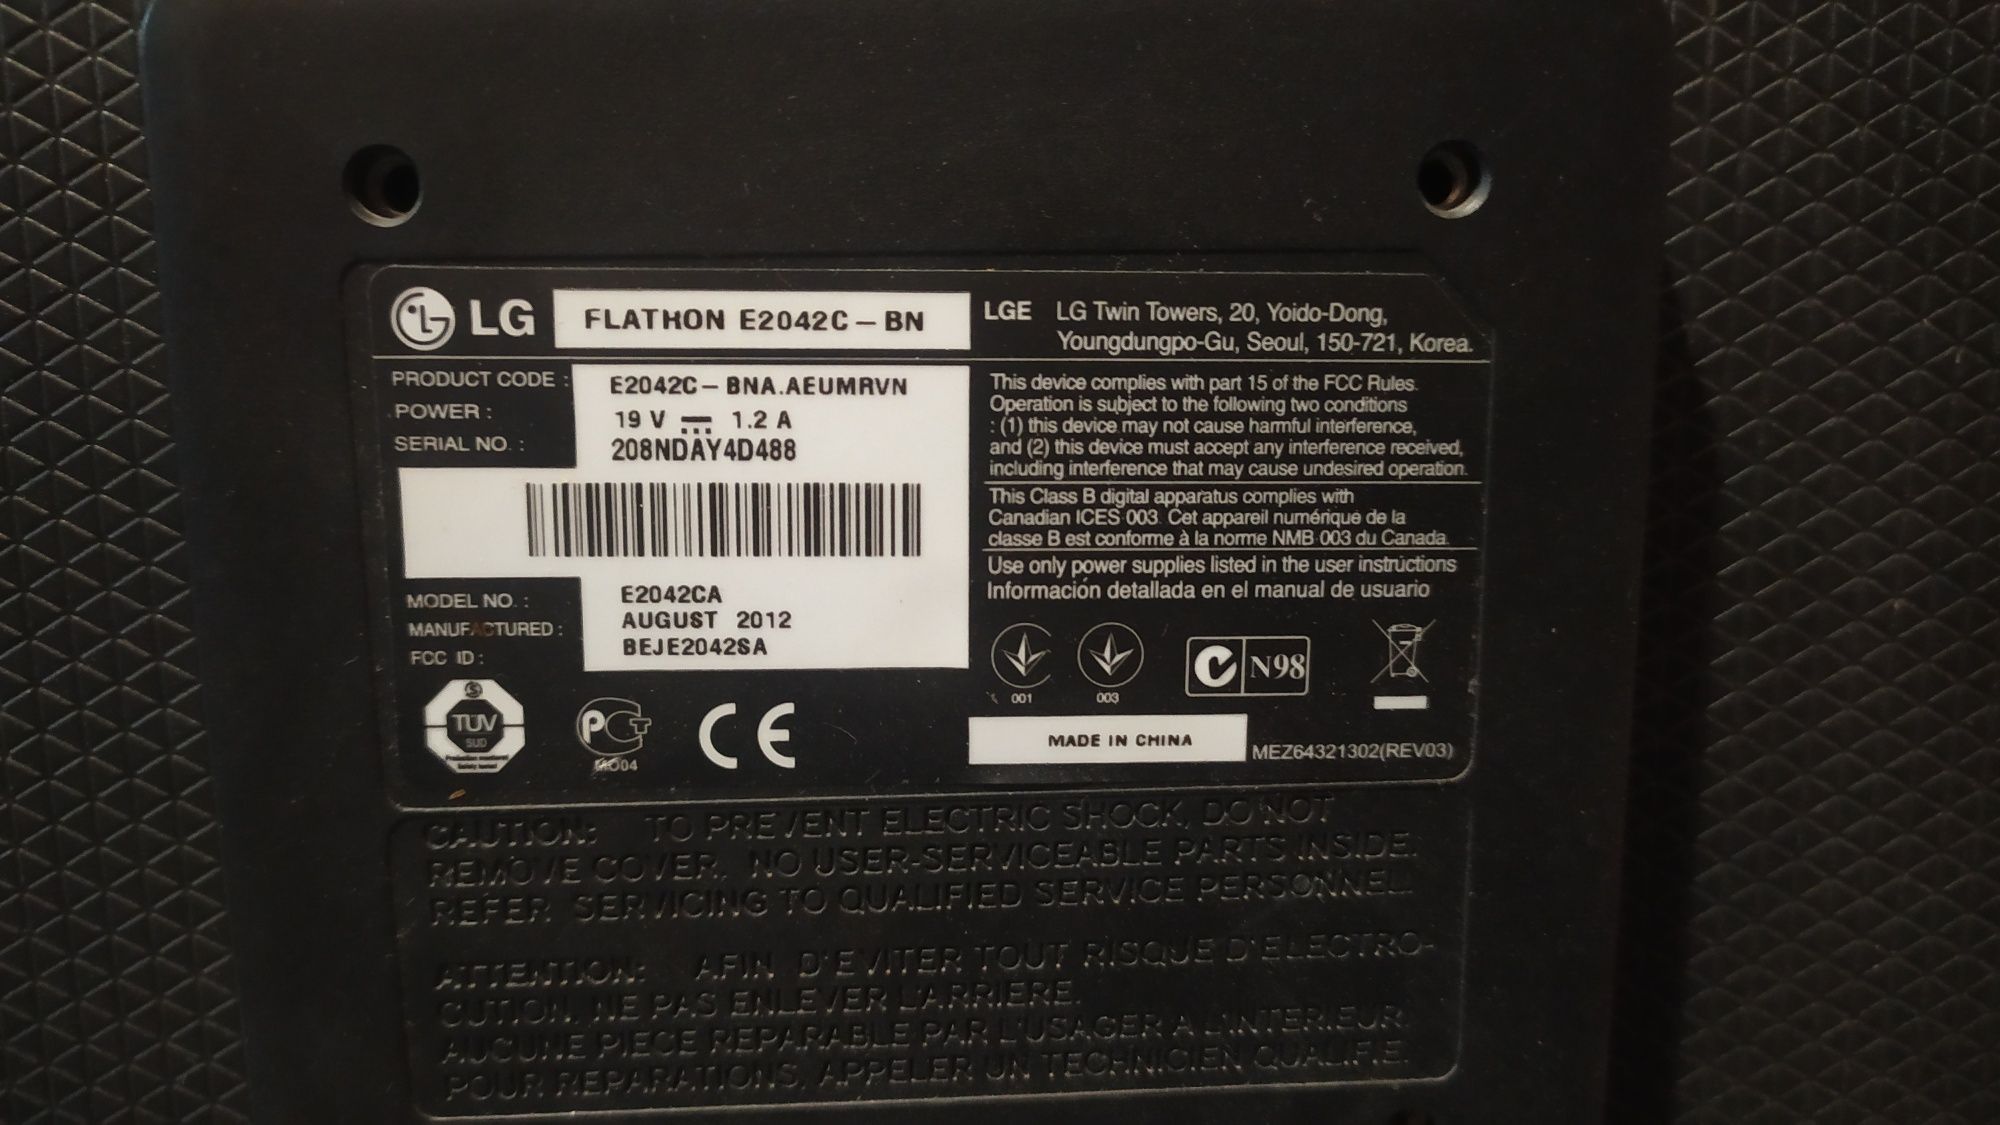 LG FLATHON E2042C-BN
LGE LG Twin Towers, 20, Yoido-Dong,
Youngdungpo-Gu, Seoul, 150-721, Korea.
PRODUCT CODE : E2042C-BNA.AEUMRVN
POWER : 19 V 1.2 A
SERIAL NO. : 208NDAY4D488
MODEL NO. : E2042CA
MANUFACTURED : AUGUST 2012
FCC ID : BEJE2042SA
This device complies with part 15 of the FCC Rules.
Operation is subject to the following two conditions
: (1) this device may not cause harmful interference,
and (2) this device must accept any interference received,
including interference that may cause undesired operation.
This Class B digital apparatus complies with
Canadian ICES-003. Cet appareil numérique de la
classe B est conforme à la norme NMB-003 du Canada.
Use only power supplies listed in the user instructions
Información detallada en el manual de usuario
001 003 N98
TÜV
SÜD
PCT
MO04
CE
MADE IN CHINA MEZ64321302(REV03)
CAUTION: TO PREVENT ELECTRIC SHOCK, DO NOT
REMOVE COVER. NO USER-SERVICEABLE PARTS INSIDE.
REFER SERVICING TO QUALIFIED SERVICE PERSONNEL.
ATTENTION: AFIN D'EVITER TOUT RISQUE D'ELECTRO-
CUTION, NE PAS ENLEVER L'ARRIERE.
AUCUNE PIECE REPARABLE PAR L'USAGER A L'INTERIEUR.
POUR REPARATIONS, APPELER UN TECHNICIEN QUALIFIE.